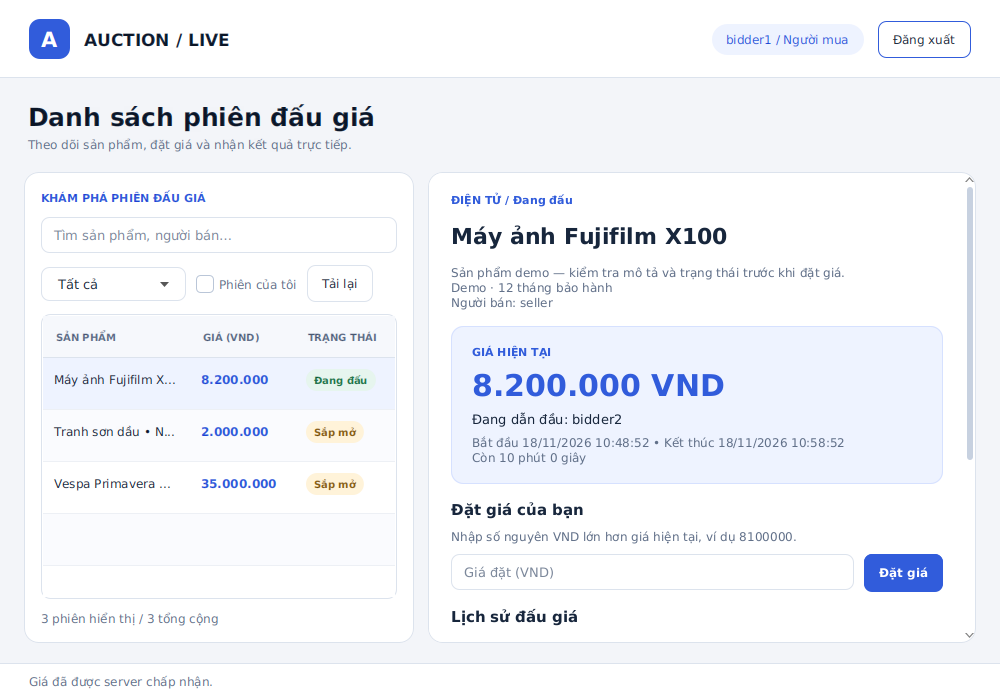 A
AUCTION / LIVE
bidder1 / Người mua
Đăng xuất
Danh sách phiên đấu giá
Theo dõi sản phẩm, đặt giá và nhận kết quả trực tiếp.
KHÁM PHÁ PHIÊN ĐẤU GIÁ
Tìm sản phẩm, người bán...
Tất cả
Phiên của tôi
Tải lại
SẢN PHẨM GIÁ (VND) TRẠNG THÁI
Máy ảnh Fujifilm X... 8.200.000 Đang đấu
Tranh sơn dầu • N... 2.000.000 Sắp mở
Vespa Primavera ... 35.000.000 Sắp mở
3 phiên hiển thị / 3 tổng cộng
ĐIỆN TỬ / Đang đấu
Máy ảnh Fujifilm X100
Sản phẩm demo — kiểm tra mô tả và trạng thái trước khi đặt giá.
Demo · 12 tháng bảo hành
Người bán: seller
GIÁ HIỆN TẠI
8.200.000 VND
Đang dẫn đầu: bidder2
Bắt đầu 18/11/2026 10:48:52 • Kết thúc 18/11/2026 10:58:52
Còn 10 phút 0 giây
Đặt giá của bạn
Nhập số nguyên VND lớn hơn giá hiện tại, ví dụ 8100000.
Giá đặt (VND)
Đặt giá
Lịch sử đấu giá
Giá đã được server chấp nhận.